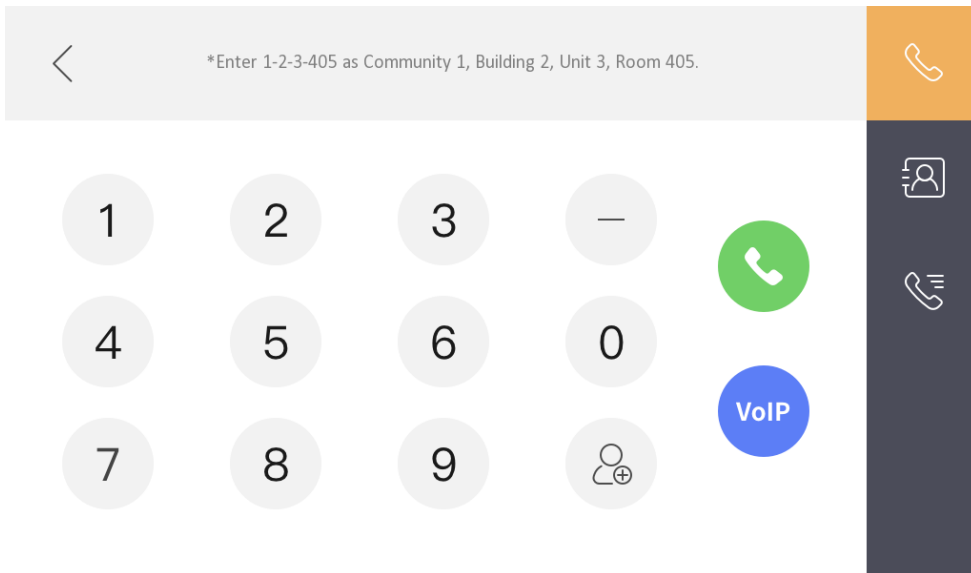 *Enter 1-2-3-405 as Community 1, Building 2, Unit 3, Room 405.
1 2 3 —
4 5 6 0
VoIP
7 8 9